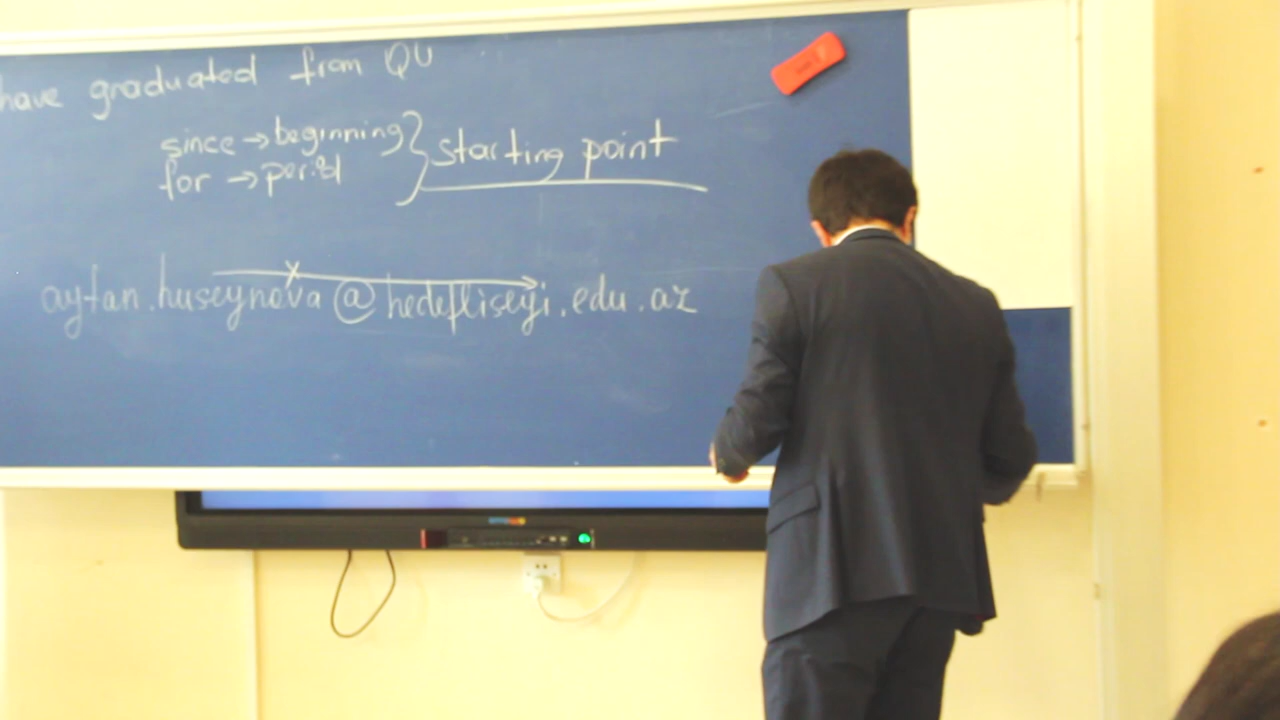 have graduated from QU
since → beginning } starting point
for → period
aytan.huseynova@hedefliseyi.edu.az